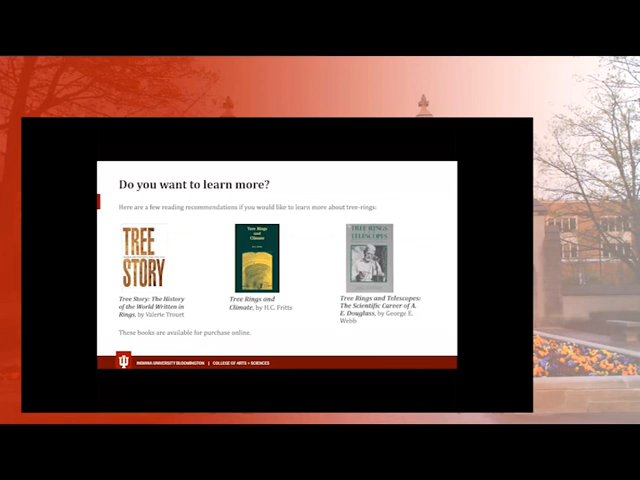 Do you want to learn more?
Here are a few reading recommendations if you would like to learn more about tree-rings:
TREE
STORY
Tree Rings
and
Climate
TREE RINGS
AND
TELESCOPES
Tree Story: The History
of the World Written in
Rings, by Valerie Trouet
Tree Rings and
Climate, by H.C. Fritts
Tree Rings and Telescopes:
The Scientific Career of A.
E. Douglass, by George E.
Webb
These books are available for purchase online.
INDIANA UNIVERSITY BLOOMINGTON | COLLEGE OF ARTS + SCIENCES